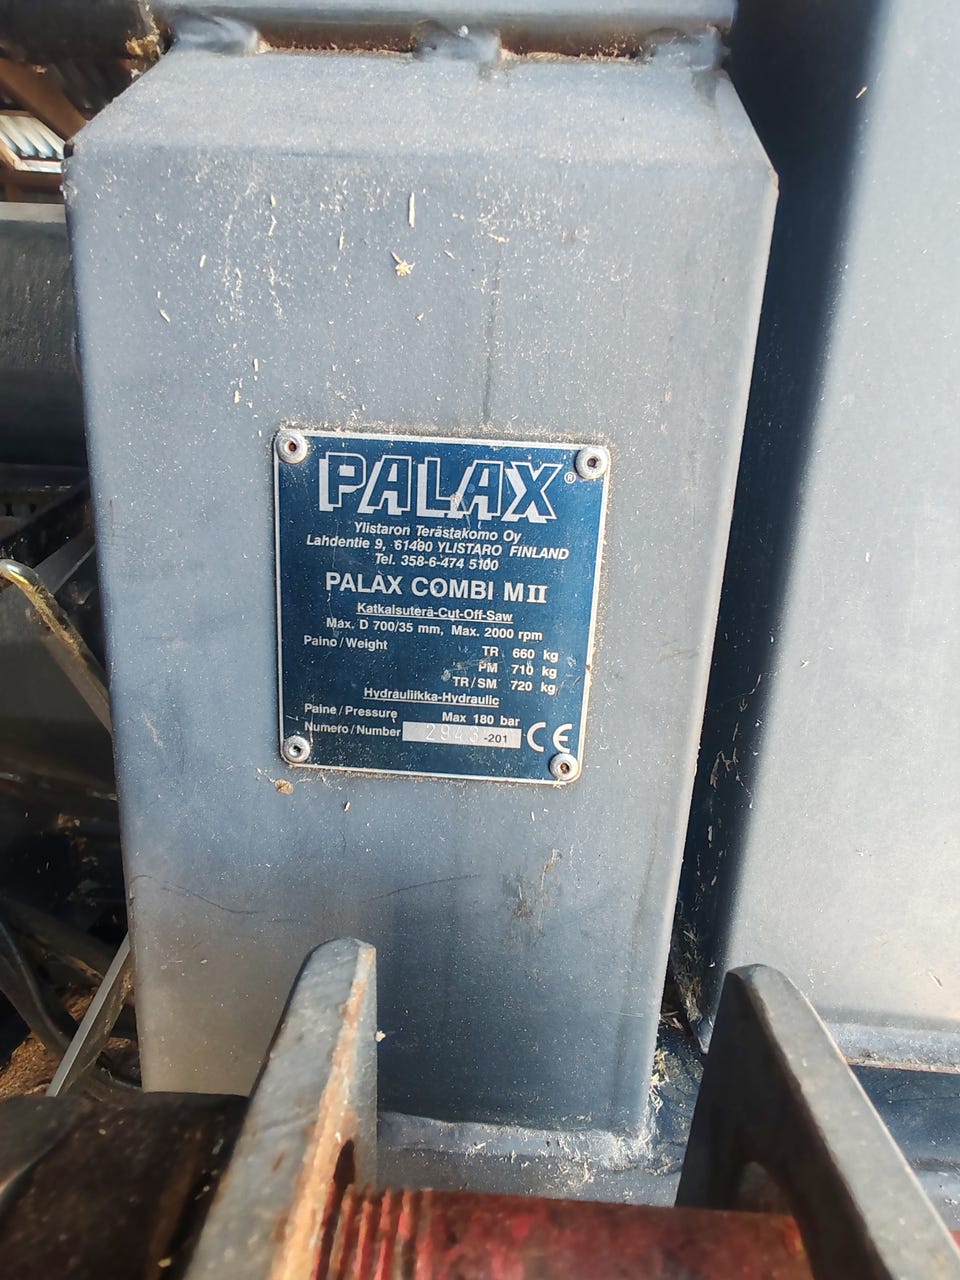 PALAX®
Ylistaron Terästakomo Oy
Lahdentie 9, 61400 YLISTARO FINLAND
Tel. 358-6-474 5100
PALAX COMBI M II
Katkaisuterä-Cut-Off-Saw
Max. D 700/35 mm, Max. 2000 rpm
Paino/Weight TR 660 kg
PM 710 kg
TR/SM 720 kg
Hydrauliikka-Hydraulic
Paine/Pressure Max 180 bar
Numero/Number -201 CE